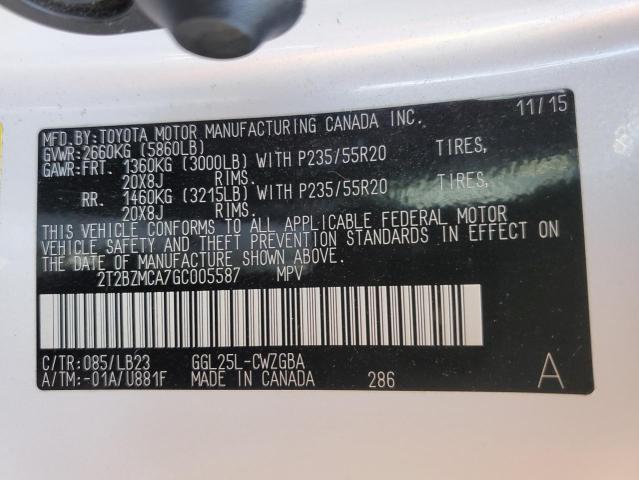 MFD.BY:TOYOTA MOTOR MANUFACTURING CANADA INC. 11/15
GVWR:2660KG (5860LB)
GAWR:FRT. 1360KG (3000LB) WITH P235/55R20 TIRES,
20X8J RIMS.
RR. 1460KG (3215LB) WITH P235/55R20 TIRES,
20X8J RIMS.
THIS VEHICLE CONFORMS TO ALL APPLICABLE FEDERAL MOTOR
VEHICLE SAFETY AND THEFT PREVENTION STANDARDS IN EFFECT ON
THE DATE OF MANUFACTURE SHOWN ABOVE.
2T2BZMCA7GC005587 MPV
C/TR:085/LB23 GGL25L-CWZGBA
A/TM:-01A/U881F MADE IN CANADA 286 A